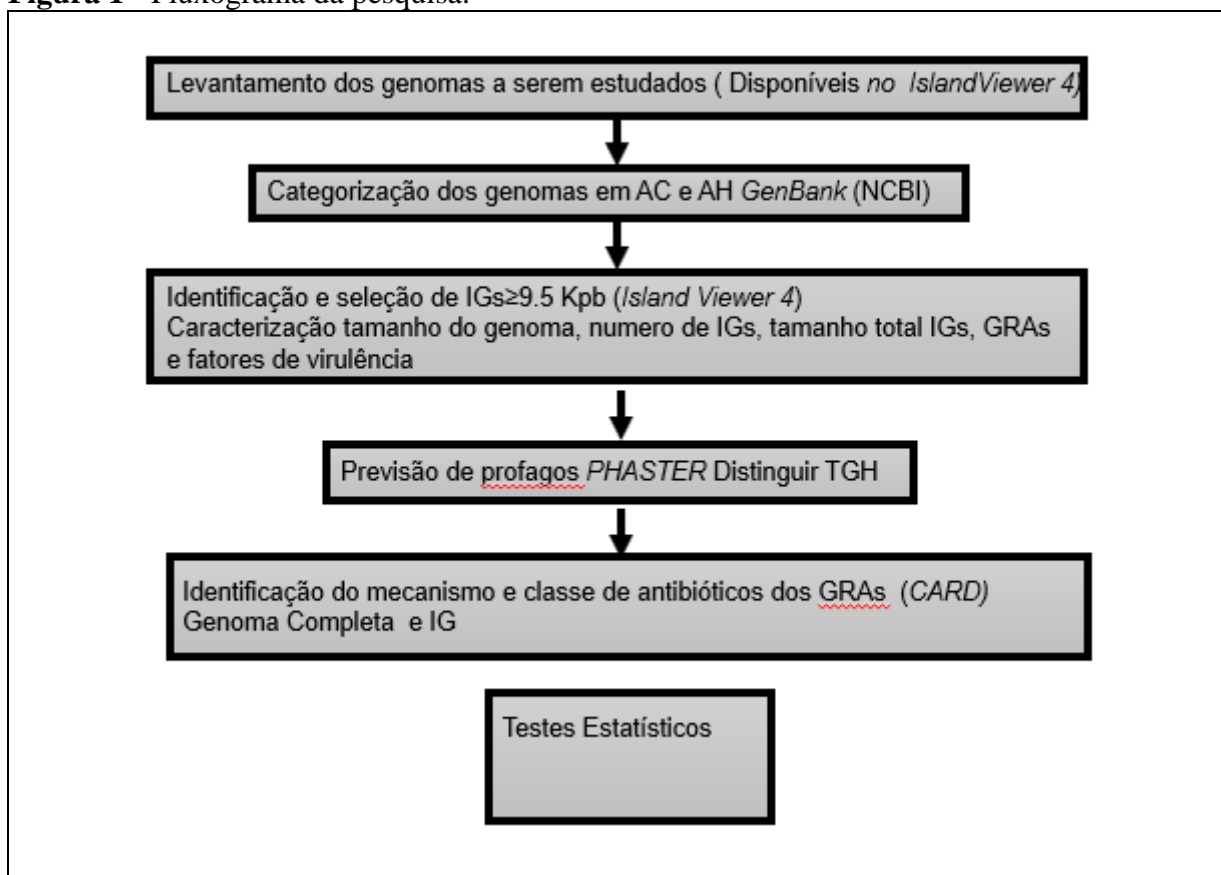 Figura 1 - Fluxograma da pesquisa.
Levantamento dos genomas a serem estudados ( Disponíveis no IslandViewer 4)
Categorização dos genomas em AC e AH GenBank (NCBI)
Identificação e seleção de IGs≥9.5 Kpb (Island Viewer 4)
Caracterização tamanho do genoma, numero de IGs, tamanho total IGs, GRAs
e fatores de virulência
Previsão de profagos PHASTER Distinguir TGH
Identificação do mecanismo e classe de antibióticos dos GRAs (CARD)
Genoma Completa e IG
Testes Estatísticos